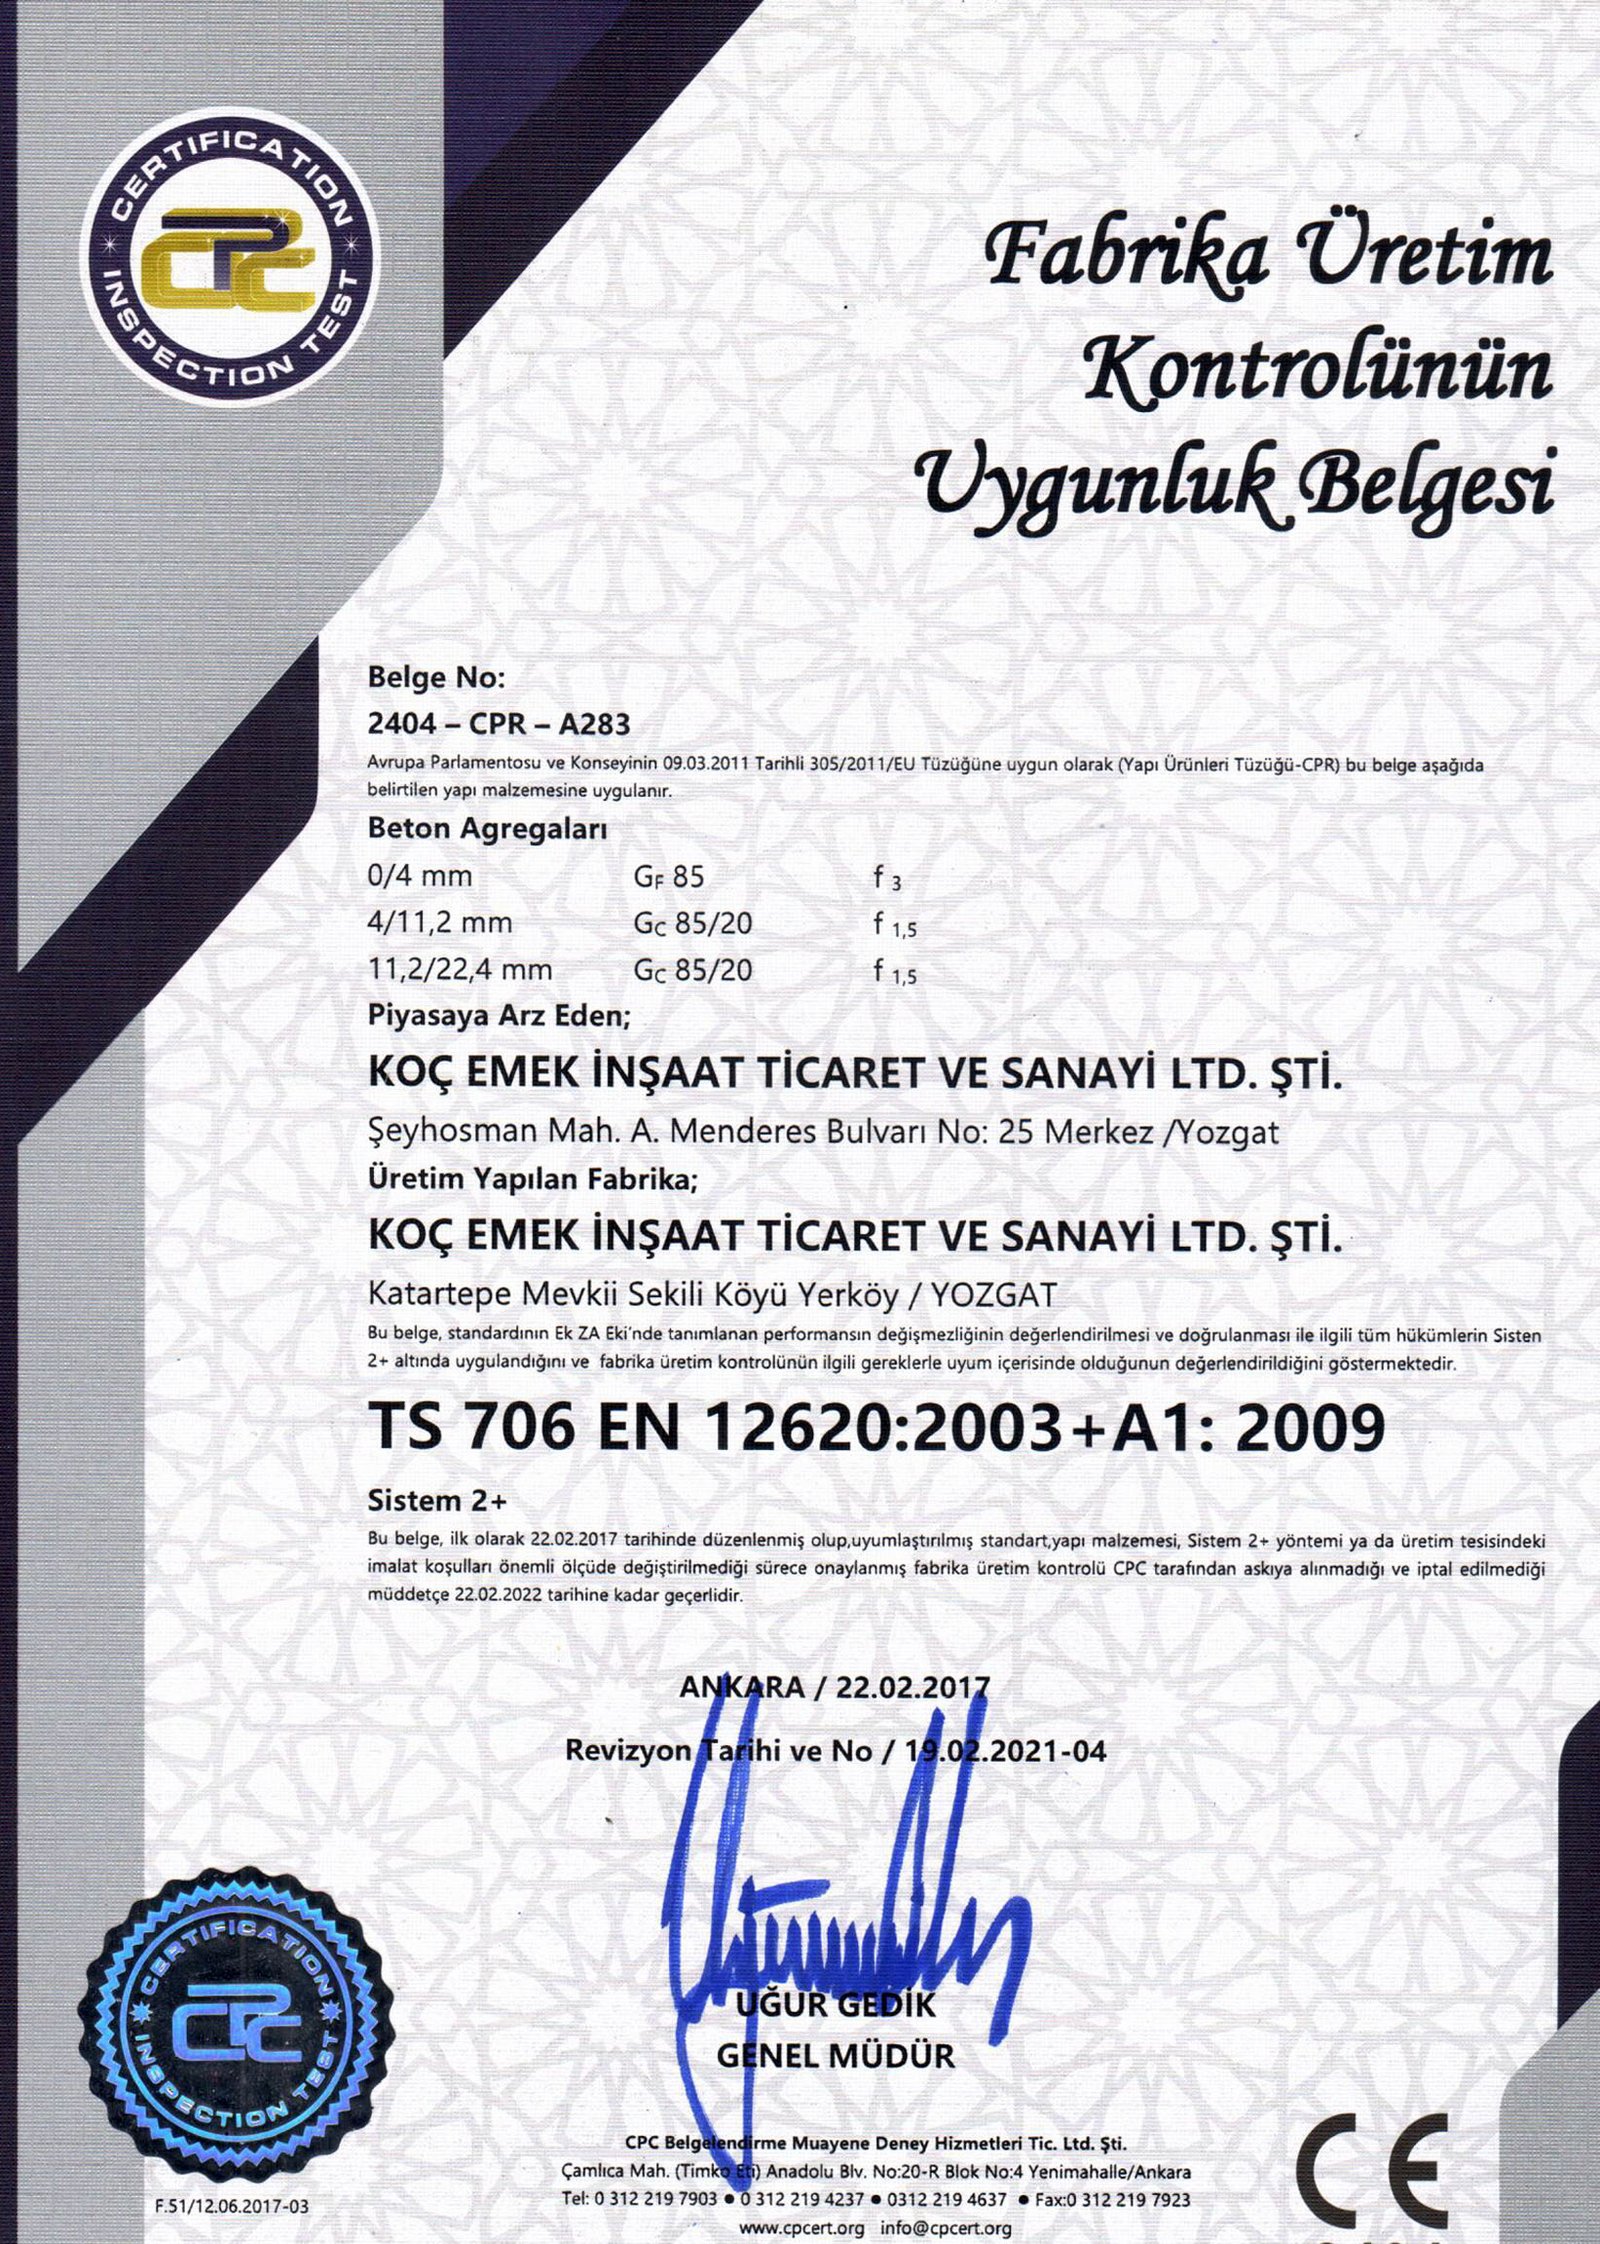 CERTIFICATION
CPC
INSPECTION TEST
Fabrika Üretim
Kontrolünün
Uygunluk Belgesi
Belge No:
2404 – CPR – A283
Avrupa Parlamentosu ve Konseyinin 09.03.2011 Tarihli 305/2011/EU Tüzüğüne uygun olarak (Yapı Ürünleri Tüzüğü-CPR) bu belge aşağıda
belirtilen yapı malzemesine uygulanır.
Beton Agregaları
0/4 mm GF 85 f 3
4/11,2 mm GC 85/20 f 1,5
11,2/22,4 mm GC 85/20 f 1,5
Piyasaya Arz Eden;
KOÇ EMEK İNŞAAT TİCARET VE SANAYİ LTD. ŞTİ.
Şeyhosman Mah. A. Menderes Bulvarı No: 25 Merkez /Yozgat
Üretim Yapılan Fabrika;
KOÇ EMEK İNŞAAT TİCARET VE SANAYİ LTD. ŞTİ.
Katartepe Mevkii Sekili Köyü Yerköy / YOZGAT
Bu belge, standardının Ek ZA Eki'nde tanımlanan performansın değişmezliğinin değerlendirilmesi ve doğrulanması ile ilgili tüm hükümlerin Sisten
2+ altında uygulandığını ve fabrika üretim kontrolünün ilgili gereklerle uyum içerisinde olduğunun değerlendirildiğini göstermektedir.
TS 706 EN 12620:2003+A1: 2009
Sistem 2+
Bu belge, ilk olarak 22.02.2017 tarihinde düzenlenmiş olup,uyumlaştırılmış standart,yapı malzemesi, Sistem 2+ yöntemi ya da üretim tesisindeki
imalat koşulları önemli ölçüde değiştirilmediği sürece onaylanmış fabrika üretim kontrolü CPC tarafından askıya alınmadığı ve iptal edilmediği
müddetçe 22.02.2022 tarihine kadar geçerlidir.
ANKARA / 22.02.2017
Revizyon Tarihi ve No / 19.02.2021-04
UĞUR GEDİK
GENEL MÜDÜR
CERTIFICATION
CPC
INSPECTION TEST
F.51/12.06.2017-03
CPC Belgelendirme Muayene Deney Hizmetleri Tic. Ltd. Şti.
Çamlıca Mah. (Timko Eti) Anadolu Blv. No:20-R Blok No:4 Yenimahalle/Ankara
Tel: 0 312 219 7903 ● 0 312 219 4237 ● 0312 219 4637 ● Fax:0 312 219 7923
www.cpcert.org info@cpcert.org
CE